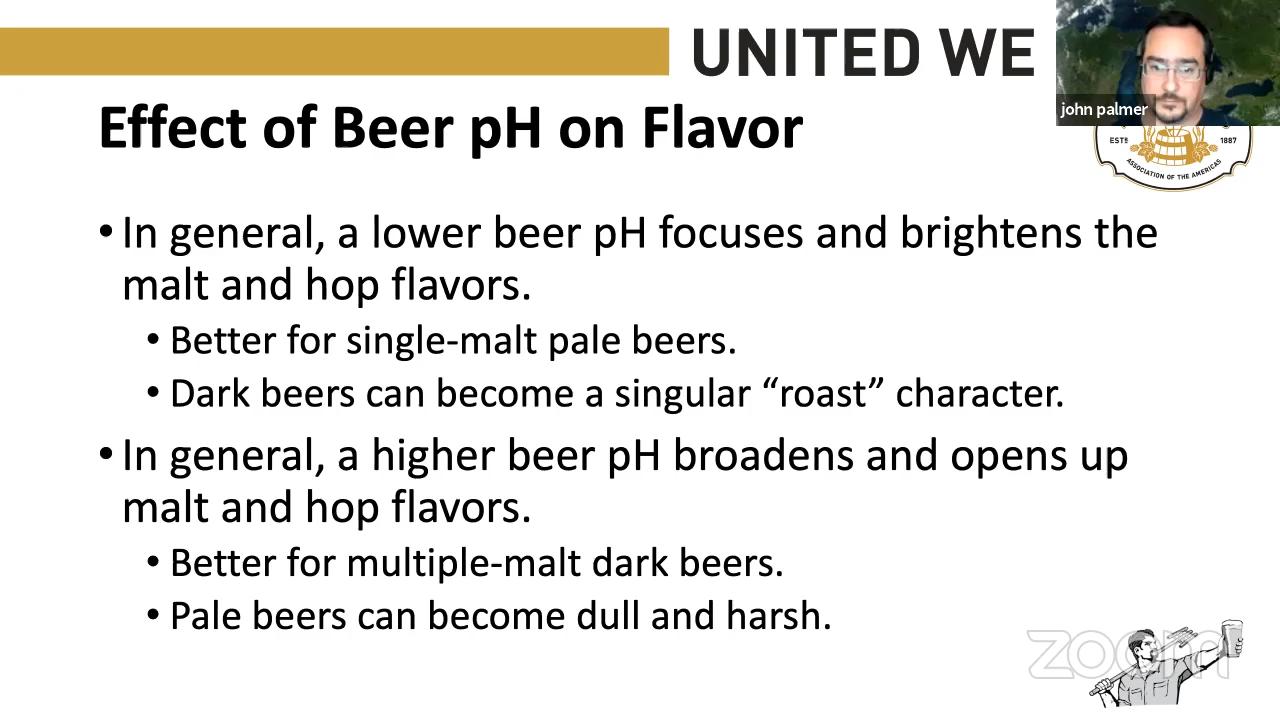 UNITED WE
john palmer
Effect of Beer pH on Flavor
1887
ASSOCIATION OF THE AMERICAS
• In general, a lower beer pH focuses and brightens the
malt and hop flavors.
• Better for single-malt pale beers.
• Dark beers can become a singular “roast” character.
• In general, a higher beer pH broadens and opens up
malt and hop flavors.
• Better for multiple-malt dark beers.
• Pale beers can become dull and harsh.
zoom